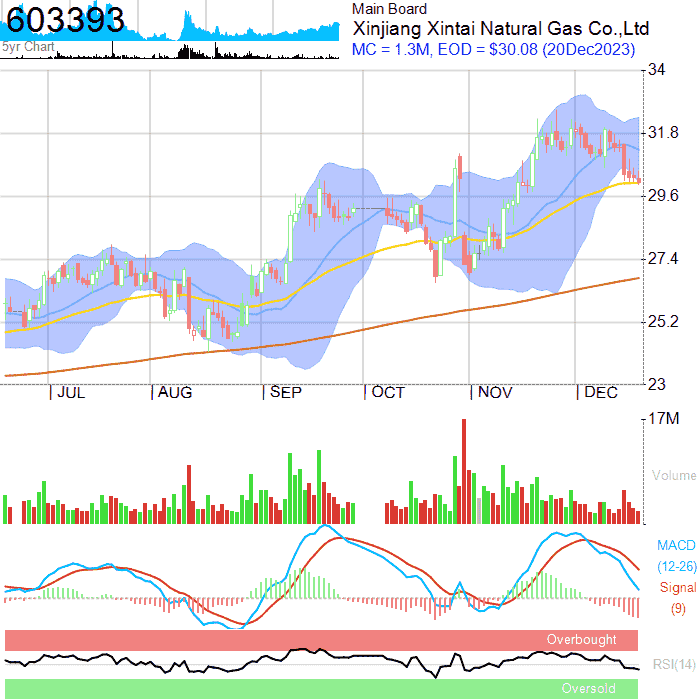 603393
5yr Chart
Main Board
Xinjiang Xintai Natural Gas Co.,Ltd
MC = 1.3M, EOD = $30.08 (20Dec2023)
34
31.8
29.6
27.4
25.2
23
JUL AUG SEP OCT NOV DEC
17M
Volume
MACD
(12-26)
Signal
(9)
Overbought
RSI(14)
Oversold